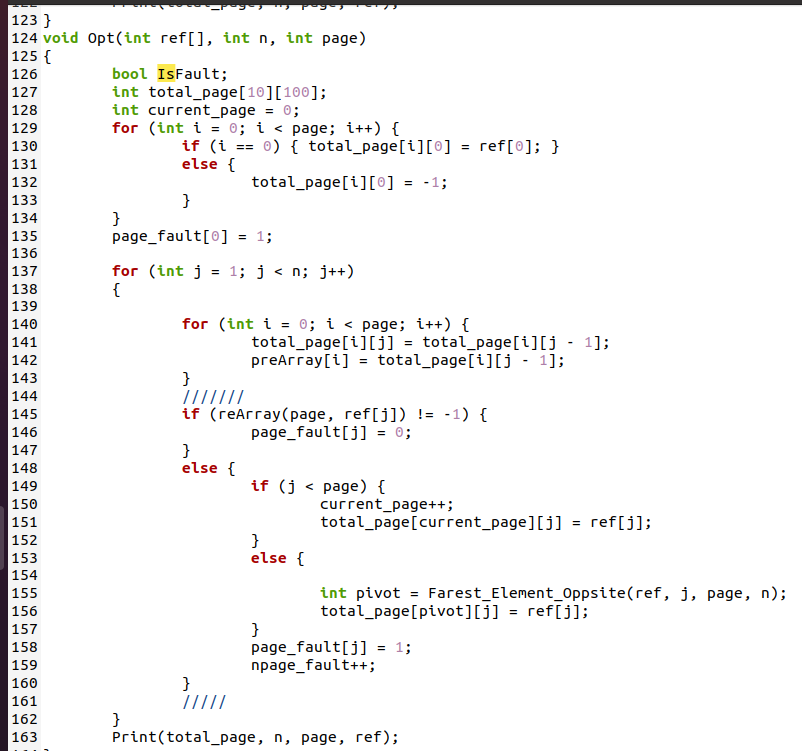 123 }
124 void Opt(int ref[], int n, int page)
125 {
126 bool IsFault;
127 int total_page[10][100];
128 int current_page = 0;
129 for (int i = 0; i < page; i++) {
130 if (i == 0) { total_page[i][0] = ref[0]; }
131 else {
132 total_page[i][0] = -1;
133 }
134 }
135 page_fault[0] = 1;
136
137 for (int j = 1; j < n; j++)
138 {
139
140 for (int i = 0; i < page; i++) {
141 total_page[i][j] = total_page[i][j - 1];
142 preArray[i] = total_page[i][j - 1];
143 }
144 ///////
145 if (reArray(page, ref[j]) != -1) {
146 page_fault[j] = 0;
147 }
148 else {
149 if (j < page) {
150 current_page++;
151 total_page[current_page][j] = ref[j];
152 }
153 else {
154
155 int pivot = Farest_Element_Oppsite(ref, j, page, n);
156 total_page[pivot][j] = ref[j];
157 }
158 page_fault[j] = 1;
159 npage_fault++;
160 }
161 /////
162 }
163 Print(total_page, n, page, ref);